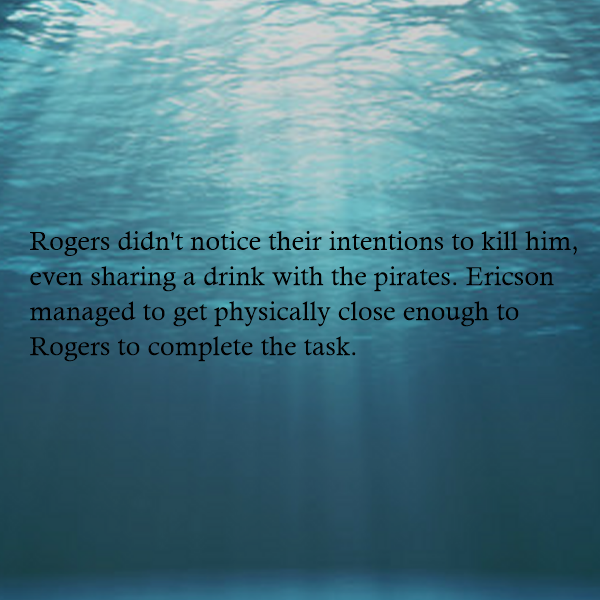 Rogers didn't notice their intentions to kill him,
even sharing a drink with the pirates. Ericson
managed to get physically close enough to
Rogers to complete the task.